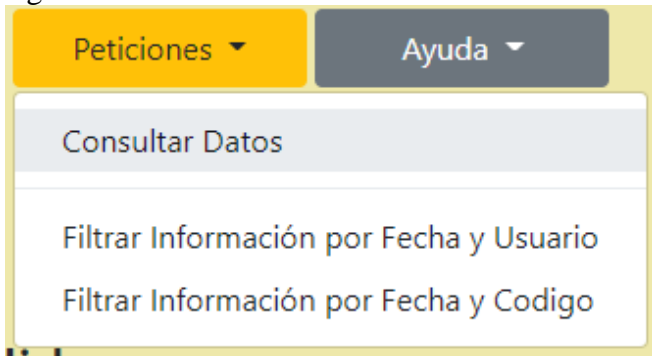 Peticiones
Ayuda
Consultar Datos
Filtrar Información por Fecha y Usuario
Filtrar Información por Fecha y Codigo